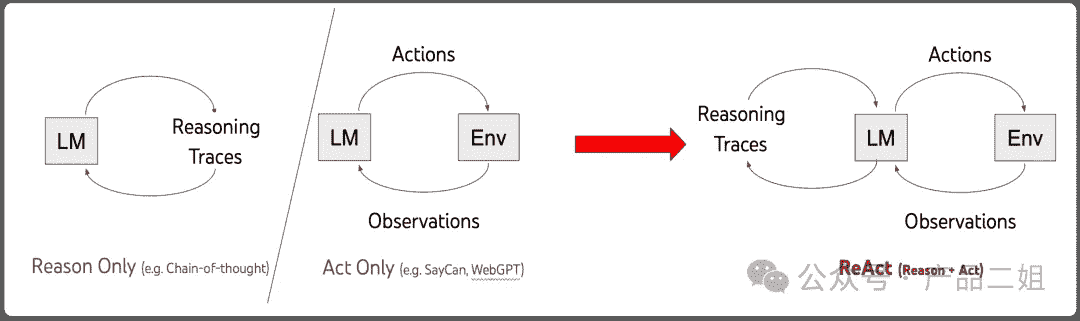 LM
Reasoning
Traces
Reason Only (e.g. Chain-of-thought)
Actions
LM
Env
Observations
Act Only (e.g. SayCan, WebGPT)
Actions
Reasoning
Traces
LM
Env
Observations
ReAct (Reason + Act)
公众号·产品二姐